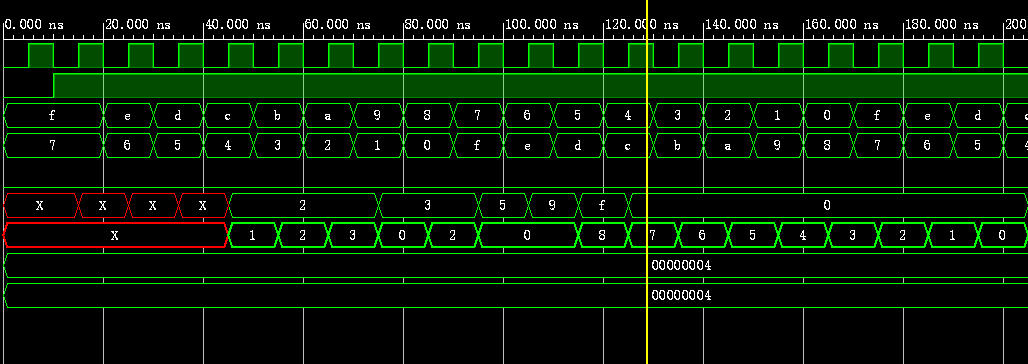 0.000 ns 20.000 ns 40.000 ns 60.000 ns 80.000 ns 100.000 ns 120.000 ns 140.000 ns 160.000 ns 180.000 ns 200
f e d c b a 9 8 7 6 5 4 3 2 1 0 f e d c
7 6 5 4 3 2 1 0 f e d c b a 9 8 7 6 5 4
X X X X 2 3 5 9 f 0
X 1 2 3 0 2 0 8 7 6 5 4 3 2 1 0
00000004
00000004